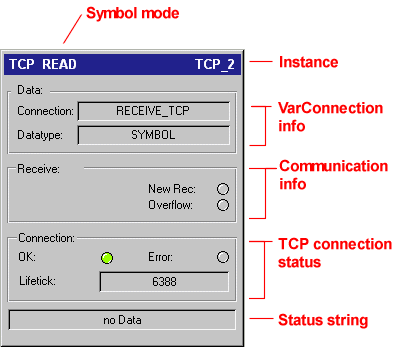 Symbol mode
TCP READ TCP_2 Instance
Data:
Connection: RECEIVE_TCP VarConnection
info
Datatype: SYMBOL
Receive: Communication
info
New Rec:
Overflow:
Connection: TCP connection
status
OK: Error:
Lifetick: 6388
no Data Status string